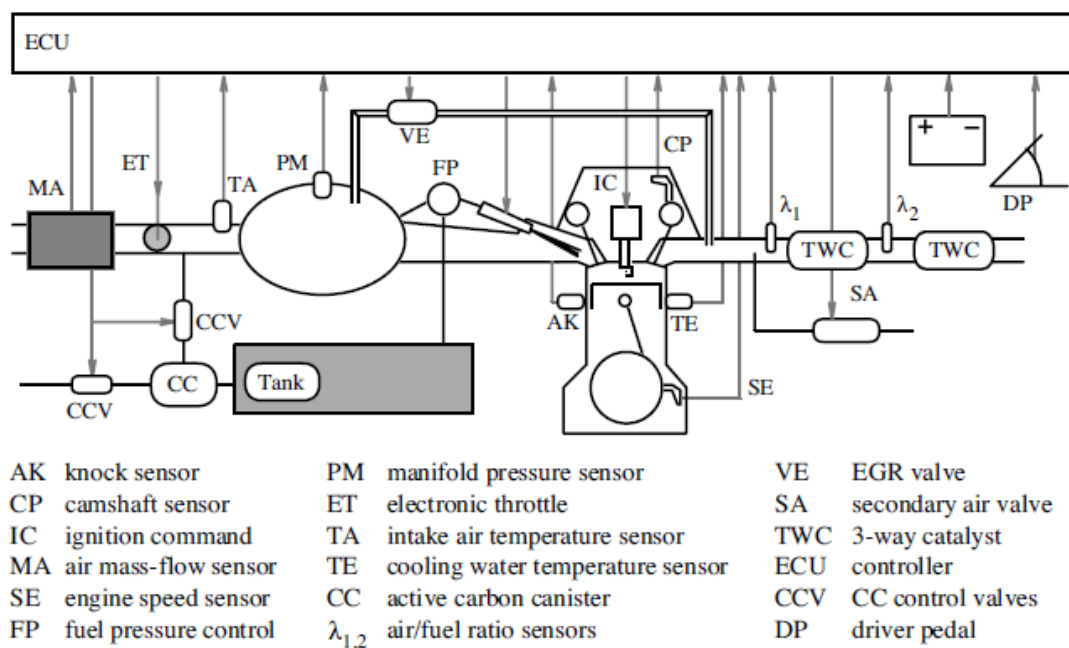 ECU
MA
ET
TA
PM
VE
FP
IC
CP
λ1
λ2
DP
+ −
TWC
TWC
SA
AK
TE
SE
CCV
CC
Tank
CCV
AK knock sensor
CP camshaft sensor
IC ignition command
MA air mass-flow sensor
SE engine speed sensor
FP fuel pressure control
PM manifold pressure sensor
ET electronic throttle
TA intake air temperature sensor
TE cooling water temperature sensor
CC active carbon canister
λ1,2 air/fuel ratio sensors
VE EGR valve
SA secondary air valve
TWC 3-way catalyst
ECU controller
CCV CC control valves
DP driver pedal